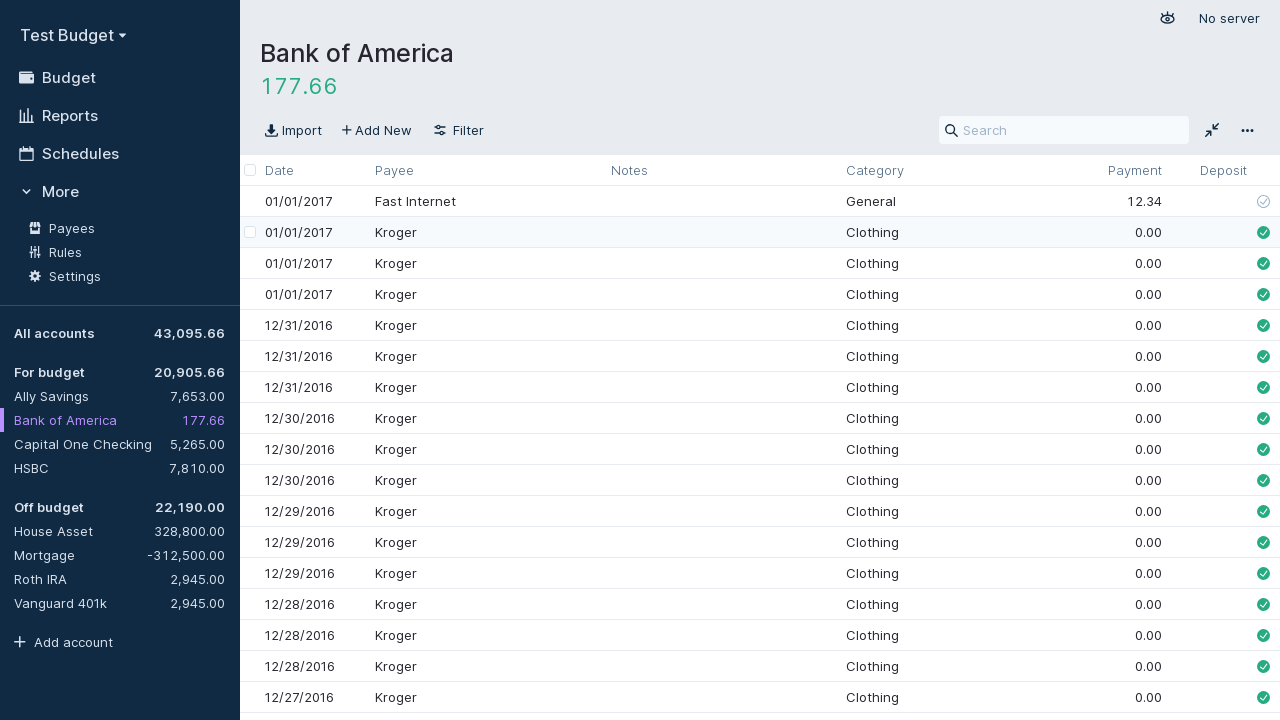 Test Budget
Budget
Reports
Schedules
More
Payees
Rules
Settings
All accounts 43,095.66
For budget 20,905.66
Ally Savings 7,653.00
Bank of America 177.66
Capital One Checking 5,265.00
HSBC 7,810.00
Off budget 22,190.00
House Asset 328,800.00
Mortgage -312,500.00
Roth IRA 2,945.00
Vanguard 401k 2,945.00
Add account
No server
Bank of America
177.66
Import Add New Filter Search
Date Payee Notes Category Payment Deposit
01/01/2017 Fast Internet General 12.34
01/01/2017 Kroger Clothing 0.00
01/01/2017 Kroger Clothing 0.00
01/01/2017 Kroger Clothing 0.00
12/31/2016 Kroger Clothing 0.00
12/31/2016 Kroger Clothing 0.00
12/31/2016 Kroger Clothing 0.00
12/30/2016 Kroger Clothing 0.00
12/30/2016 Kroger Clothing 0.00
12/30/2016 Kroger Clothing 0.00
12/29/2016 Kroger Clothing 0.00
12/29/2016 Kroger Clothing 0.00
12/29/2016 Kroger Clothing 0.00
12/28/2016 Kroger Clothing 0.00
12/28/2016 Kroger Clothing 0.00
12/28/2016 Kroger Clothing 0.00
12/27/2016 Kroger Clothing 0.00